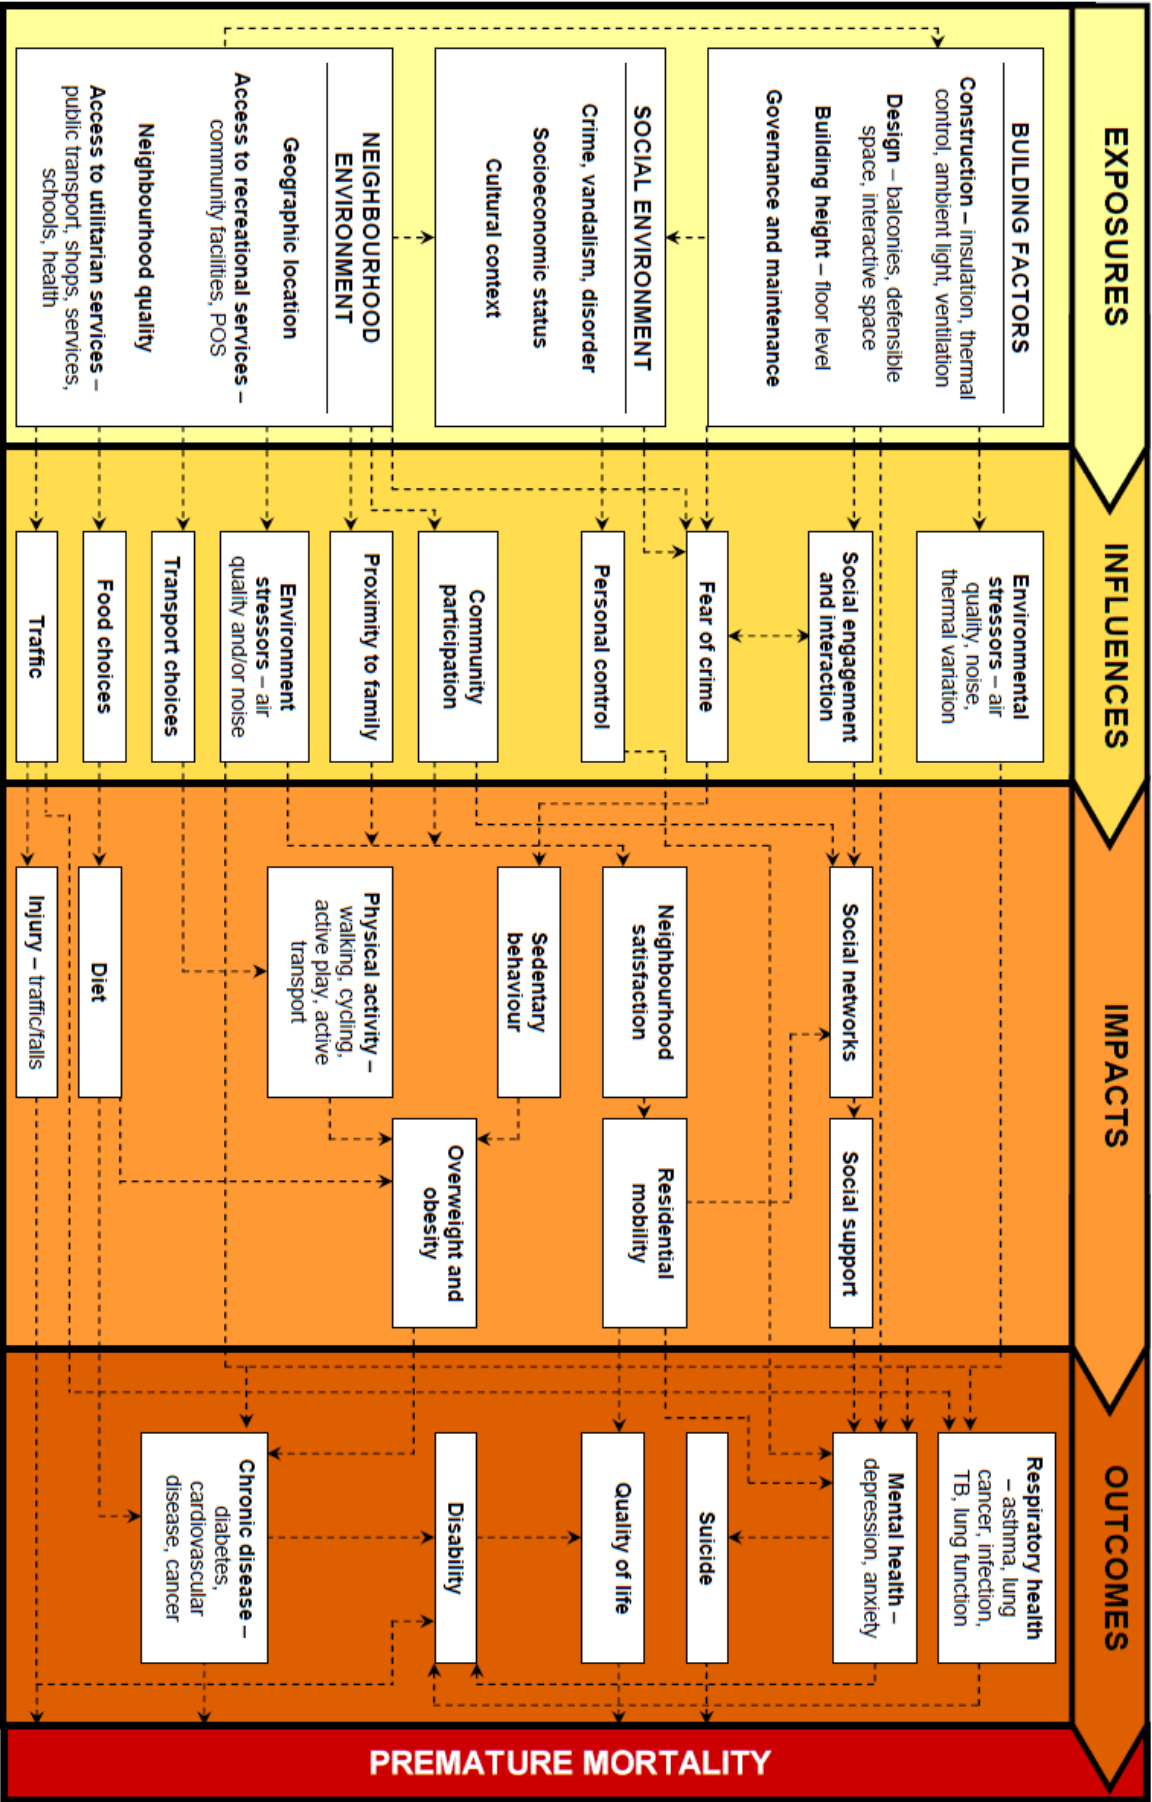 EXPOSURES
INFLUENCES
IMPACTS
OUTCOMES
BUILDING FACTORS
Construction – insulation, thermal
control, ambient light, ventilation
Design – balconies, defensible
space, interactive space
Building height – floor level
Governance and maintenance
SOCIAL ENVIRONMENT
Crime, vandalism, disorder
Socioeconomic status
Cultural context
NEIGHBOURHOOD
ENVIRONMENT
Geographic location
Access to recreational services –
community facilities, POS
Neighbourhood quality
Access to utilitarian services –
public transport, shops, services,
schools, health
Environmental
stressors – air
quality, noise,
thermal variation
Social engagement
and interaction
Fear of crime
Personal control
Community
participation
Proximity to family
Environment
stressors – air
quality and/or noise
Transport choices
Food choices
Traffic
Social networks
Social support
Neighbourhood
satisfaction
Residential
mobility
Sedentary
behaviour
Overweight and
obesity
Physical activity –
walking, cycling,
active play, active
transport
Diet
Injury – traffic/falls
Respiratory health
– asthma, lung
cancer, infection,
TB, lung function
Mental health –
depression, anxiety
Suicide
Quality of life
Disability
Chronic disease –
diabetes,
cardiovascular
disease, cancer
PREMATURE MORTALITY